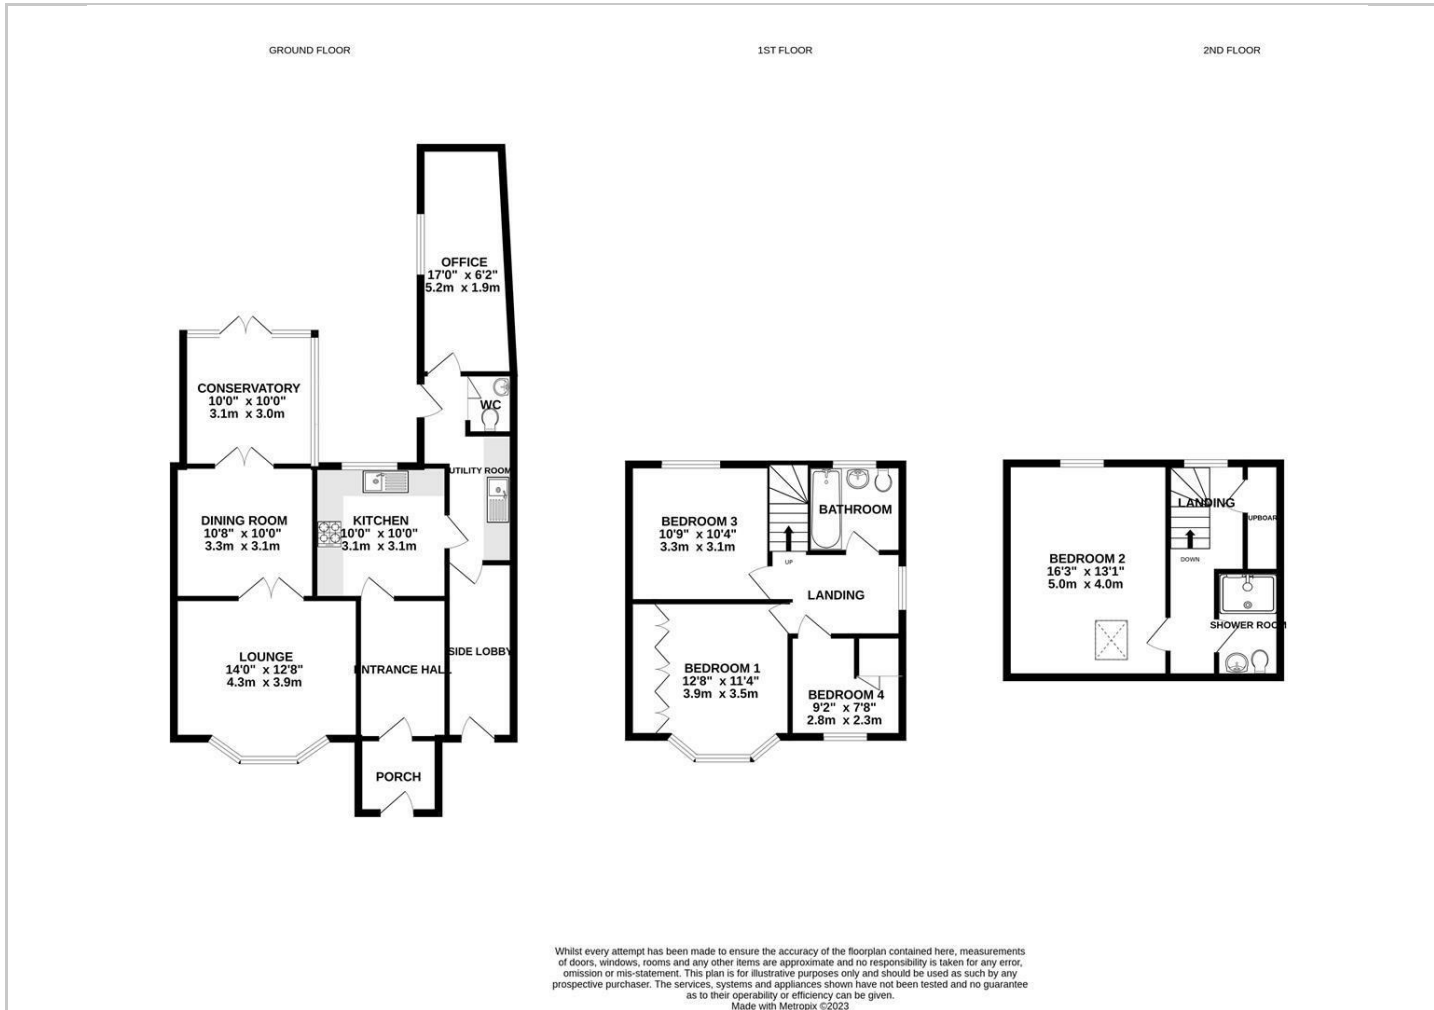 GROUND FLOOR
1ST FLOOR
2ND FLOOR
OFFICE
17'0" x 6'2"
5.2m x 1.9m
CONSERVATORY
10'0" x 10'0"
3.1m x 3.0m
WC
UTILITY ROOM
DINING ROOM
10'8" x 10'0"
3.3m x 3.1m
KITCHEN
10'0" x 10'0"
3.1m x 3.1m
LOUNGE
14'0" x 12'8"
4.3m x 3.9m
ENTRANCE HALL
SIDE LOBBY
PORCH
BEDROOM 3
10'9" x 10'4"
3.3m x 3.1m
UP
BATHROOM
LANDING
BEDROOM 1
12'8" x 11'4"
3.9m x 3.5m
BEDROOM 4
9'2" x 7'8"
2.8m x 2.3m
LANDING
UPBOAR
DOWN
BEDROOM 2
16'3" x 13'1"
5.0m x 4.0m
SHOWER ROOM
Whilst every attempt has been made to ensure the accuracy of the floorplan contained here, measurements
of doors, windows, rooms and any other items are approximate and no responsibility is taken for any error,
omission or mis-statement. This plan is for illustrative purposes only and should be used as such by any
prospective purchaser. The services, systems and appliances shown have not been tested and no guarantee
as to their operability or efficiency can be given.
Made with Metropix ©2023